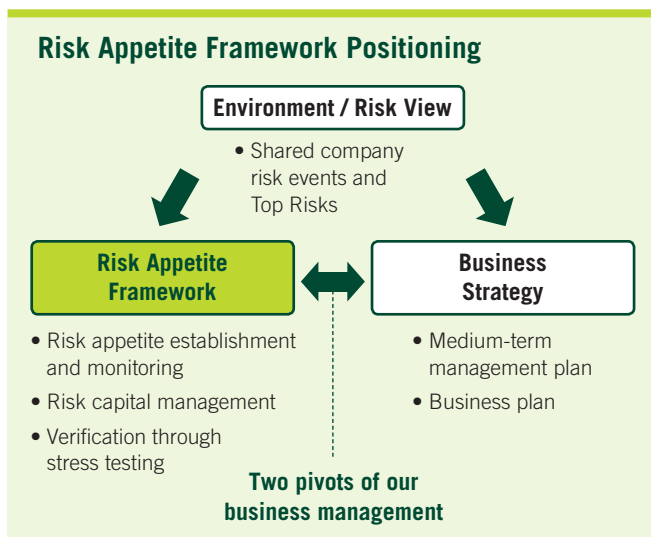 Risk Appetite Framework Positioning
Environment / Risk View
• Shared company
risk events and
Top Risks
Risk Appetite
Framework
• Risk appetite establishment
and monitoring
• Risk capital management
• Verification through
stress testing
Business
Strategy
• Medium-term
management plan
• Business plan
Two pivots of our
business management